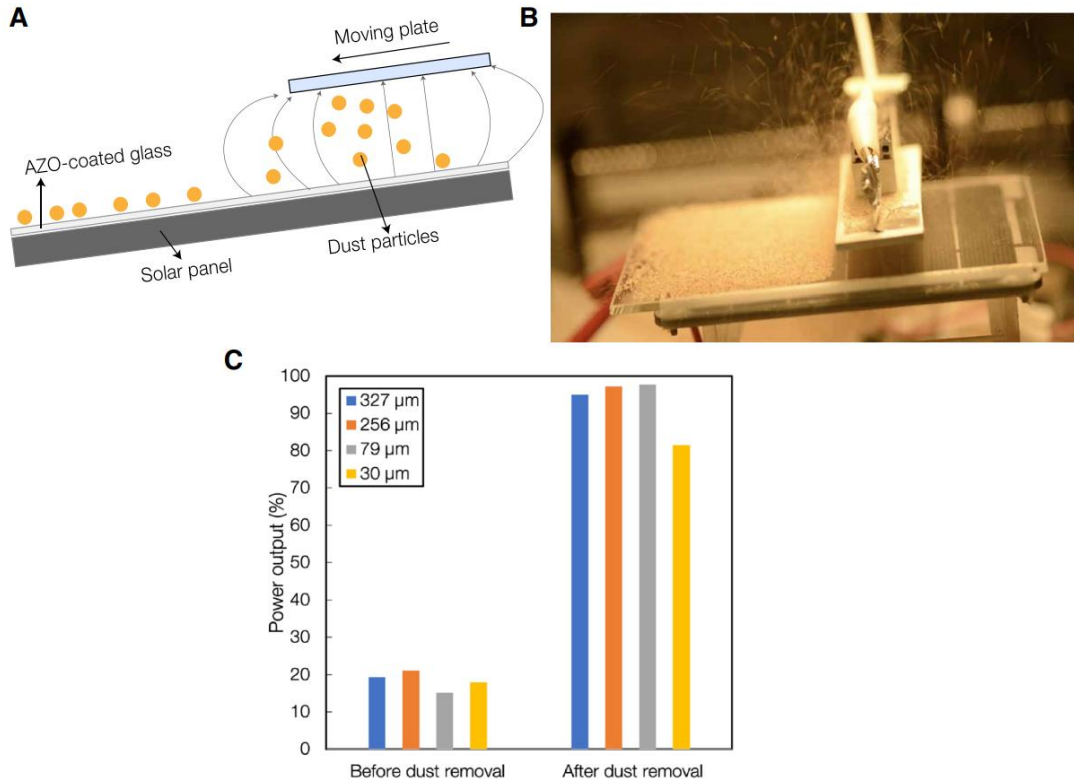 A
Moving plate
AZO-coated glass
Solar panel
Dust particles
B
C
Power output (%)
100
90
80
70
60
50
40
30
20
10
0
327 µm
256 µm
79 µm
30 µm
Before dust removal
After dust removal